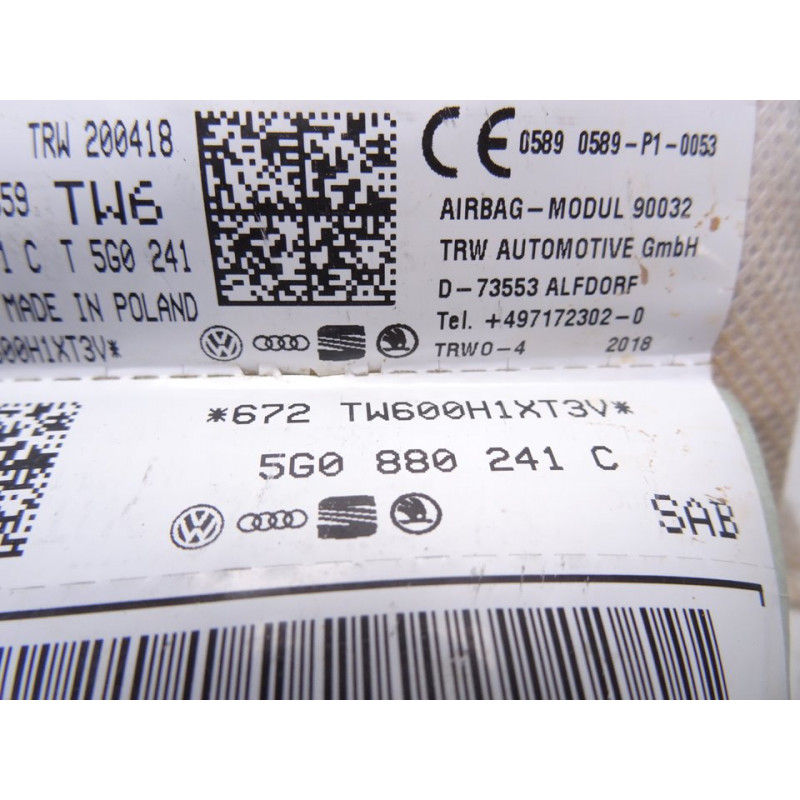 TRW 200418
59 TW6
1 C T 5G0 241
MADE IN POLAND
00H1XT3V*
CE 0589 0589-P1-0053
AIRBAG-MODUL 90032
TRW AUTOMOTIVE GmbH
D-73553 ALFDORF
Tel. +497172302-0
TRWO-4 2018
*672 TW600H1XT3V*
5G0 880 241 C
SAB